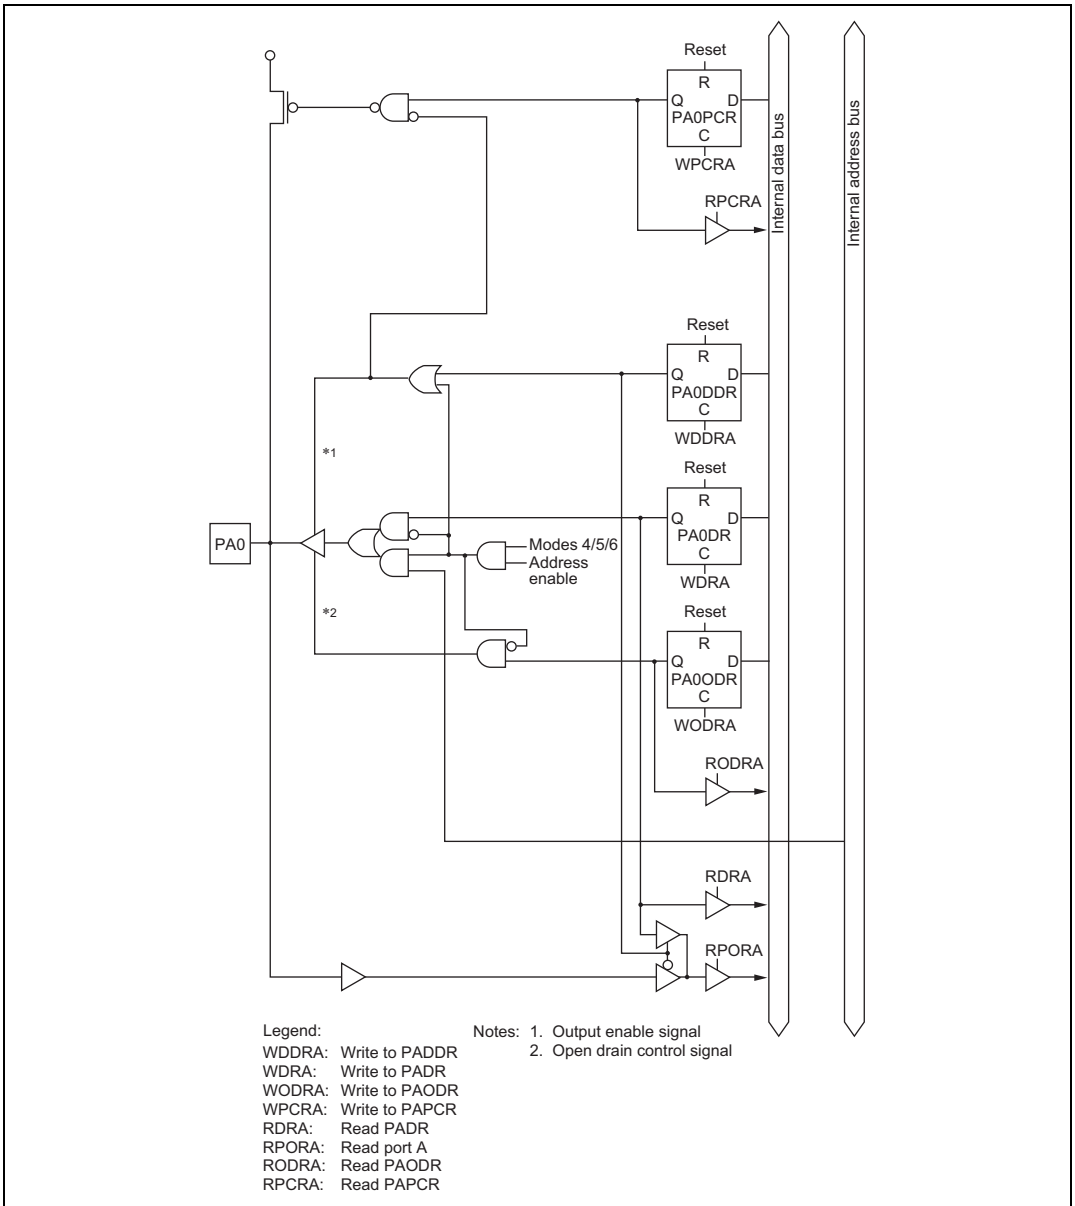 Reset
R
Q D
PA0PCR
C
WPCRA
RPCRA
Internal data bus
Internal address bus
Reset
R
Q D
PA0DDR
C
WDDRA
*1
Reset
R
Q D
PA0DR
C
WDRA
PA0
Modes 4/5/6
Address
enable
*2
Reset
R
Q D
PA0ODR
C
WODRA
RODRA
RDRA
RPORA
Legend:
WDDRA: Write to PADDR
WDRA: Write to PADR
WODRA: Write to PAODR
WPCRA: Write to PAPCR
RDRA: Read PADR
RPORA: Read port A
RODRA: Read PAODR
RPCRA: Read PAPCR
Notes: 1. Output enable signal
2. Open drain control signal